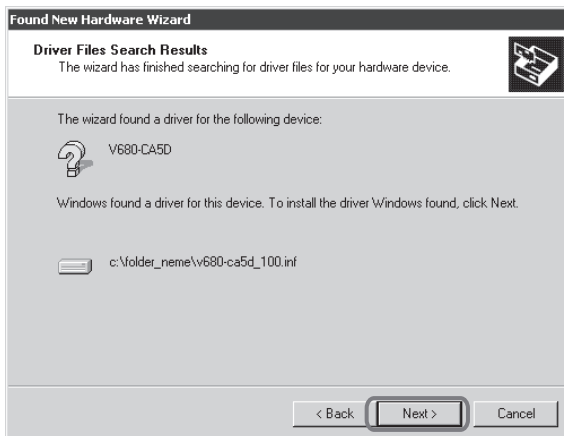 Found New Hardware Wizard
Driver Files Search Results
The wizard has finished searching for driver files for your hardware device.
The wizard found a driver for the following device:
V680-CA5D
Windows found a driver for this device. To install the driver Windows found, click Next.
c:\folder_neme\v680-ca5d_100.inf
< Back Next > Cancel